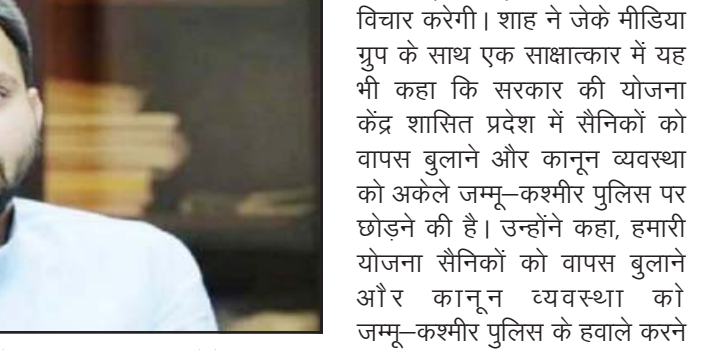 विचार करेगी। शाह ने जेके मीडिया
ग्रुप के साथ एक साक्षात्कार में यह
भी कहा कि सरकार की योजना
केंद्र शासित प्रदेश में सैनिकों को
वापस बुलाने और कानून व्यवस्था
को अकेले जम्मू–कश्मीर पुलिस पर
छोड़ने की है। उन्होंने कहा, हमारी
योजना सैनिकों को वापस बुलाने
और कानून व्यवस्था को
जम्मू–कश्मीर पुलिस के हवाले करने